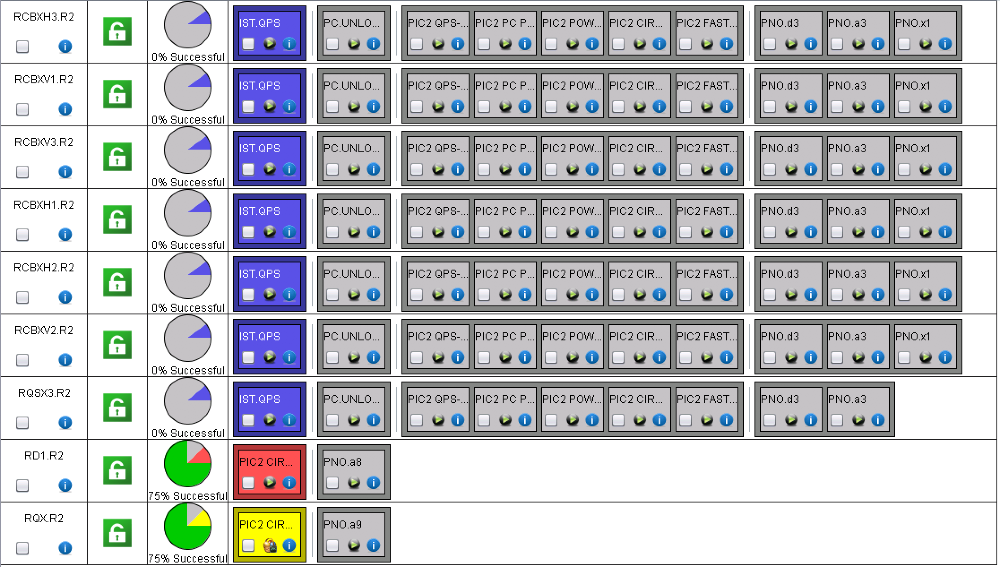 RCBXH3.R2
0% Successful
IST.QPS
PC.UNLO...
PIC2 QPS-...
PIC2 PC P...
PIC2 POW...
PIC2 CIR...
PIC2 FAST...
PNO.d3
PNO.a3
PNO.x1
RCBXV1.R2
0% Successful
IST.QPS
PC.UNLO...
PIC2 QPS-...
PIC2 PC P...
PIC2 POW...
PIC2 CIR...
PIC2 FAST...
PNO.d3
PNO.a3
PNO.x1
RCBXV3.R2
0% Successful
IST.QPS
PC.UNLO...
PIC2 QPS-...
PIC2 PC P...
PIC2 POW...
PIC2 CIR...
PIC2 FAST...
PNO.d3
PNO.a3
PNO.x1
RCBXH1.R2
0% Successful
IST.QPS
PC.UNLO...
PIC2 QPS-...
PIC2 PC P...
PIC2 POW...
PIC2 CIR...
PIC2 FAST...
PNO.d3
PNO.a3
PNO.x1
RCBXH2.R2
0% Successful
IST.QPS
PC.UNLO...
PIC2 QPS-...
PIC2 PC P...
PIC2 POW...
PIC2 CIR...
PIC2 FAST...
PNO.d3
PNO.a3
PNO.x1
RCBXV2.R2
0% Successful
IST.QPS
PC.UNLO...
PIC2 QPS-...
PIC2 PC P...
PIC2 POW...
PIC2 CIR...
PIC2 FAST...
PNO.d3
PNO.a3
PNO.x1
RQSX3.R2
0% Successful
IST.QPS
PC.UNLO...
PIC2 QPS-...
PIC2 PC P...
PIC2 POW...
PIC2 CIR...
PIC2 FAST...
PNO.d3
PNO.a3
RD1.R2
75% Successful
PIC2 CIR...
PNO.a8
RQX.R2
75% Successful
PIC2 CIR...
PNO.a9